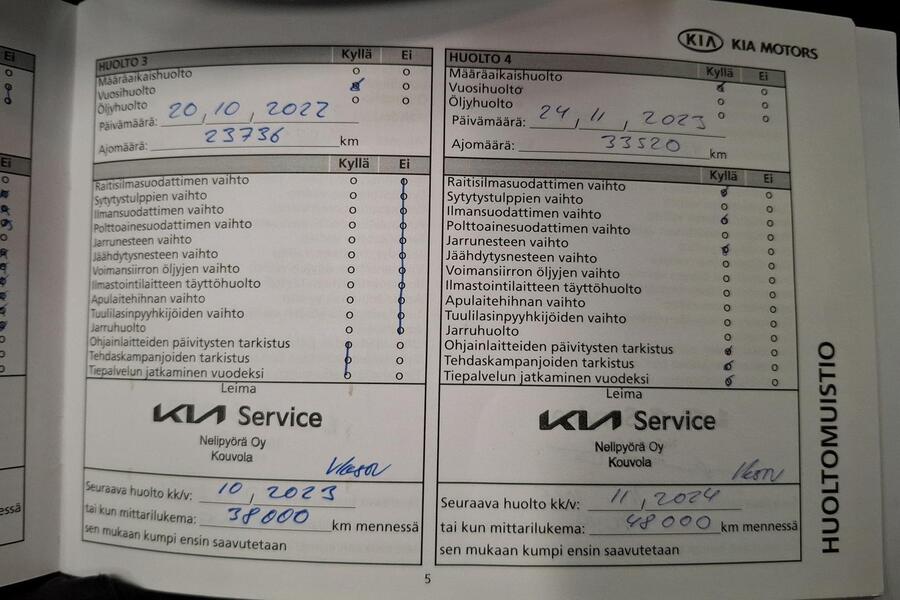 KIA KIA MOTORS
HUOLTO 3 Kyllä Ei
Määräaikaishuolto o o
Vuosihuolto o o
Öljyhuolto o o
Päivämäärä: 20, 10, 2022
Ajomäärä: 23736 km
Kyllä Ei
Raitisilmasuodattimen vaihto o o
Sytytystulppien vaihto o o
Ilmansuodattimen vaihto o o
Polttoainesuodattimen vaihto o o
Jarrunesteen vaihto o o
Jäähdytysnesteen vaihto o o
Voimansiirron öljyjen vaihto o o
Ilmastointilaitteen täyttöhuolto o o
Apulaitehihnan vaihto o o
Tuulilasinpyyhkijöiden vaihto o o
Jarruhuolto o o
Ohjainlaitteiden päivitysten tarkistus o o
Tehdaskampanjoiden tarkistus o o
Tiepalvelun jatkaminen vuodeksi o o
Leima
KIA Service
Nelipyörä Oy
Kouvola
Seuraava huolto kk/v: 10, 2023
tai kun mittarilukema: 38000 km mennessä
sen mukaan kumpi ensin saavutetaan
HUOLTO 4 Kyllä Ei
Määräaikaishuolto o o
Vuosihuolto o o
Öljyhuolto o o
Päivämäärä: 24, 11, 2023
Ajomäärä: 33520 km
Kyllä Ei
Raitisilmasuodattimen vaihto o o
Sytytystulppien vaihto o o
Ilmansuodattimen vaihto o o
Polttoainesuodattimen vaihto o o
Jarrunesteen vaihto o o
Jäähdytysnesteen vaihto o o
Voimansiirron öljyjen vaihto o o
Ilmastointilaitteen täyttöhuolto o o
Apulaitehihnan vaihto o o
Tuulilasinpyyhkijöiden vaihto o o
Jarruhuolto o o
Ohjainlaitteiden päivitysten tarkistus o o
Tehdaskampanjoiden tarkistus o o
Tiepalvelun jatkaminen vuodeksi o o
Leima
KIA Service
Nelipyörä Oy
Kouvola
Seuraava huolto kk/v: 11, 2024
tai kun mittarilukema: 48000 km mennessä
sen mukaan kumpi ensin saavutetaan
HUOLTOMUISTIO
5
Ei
Ei